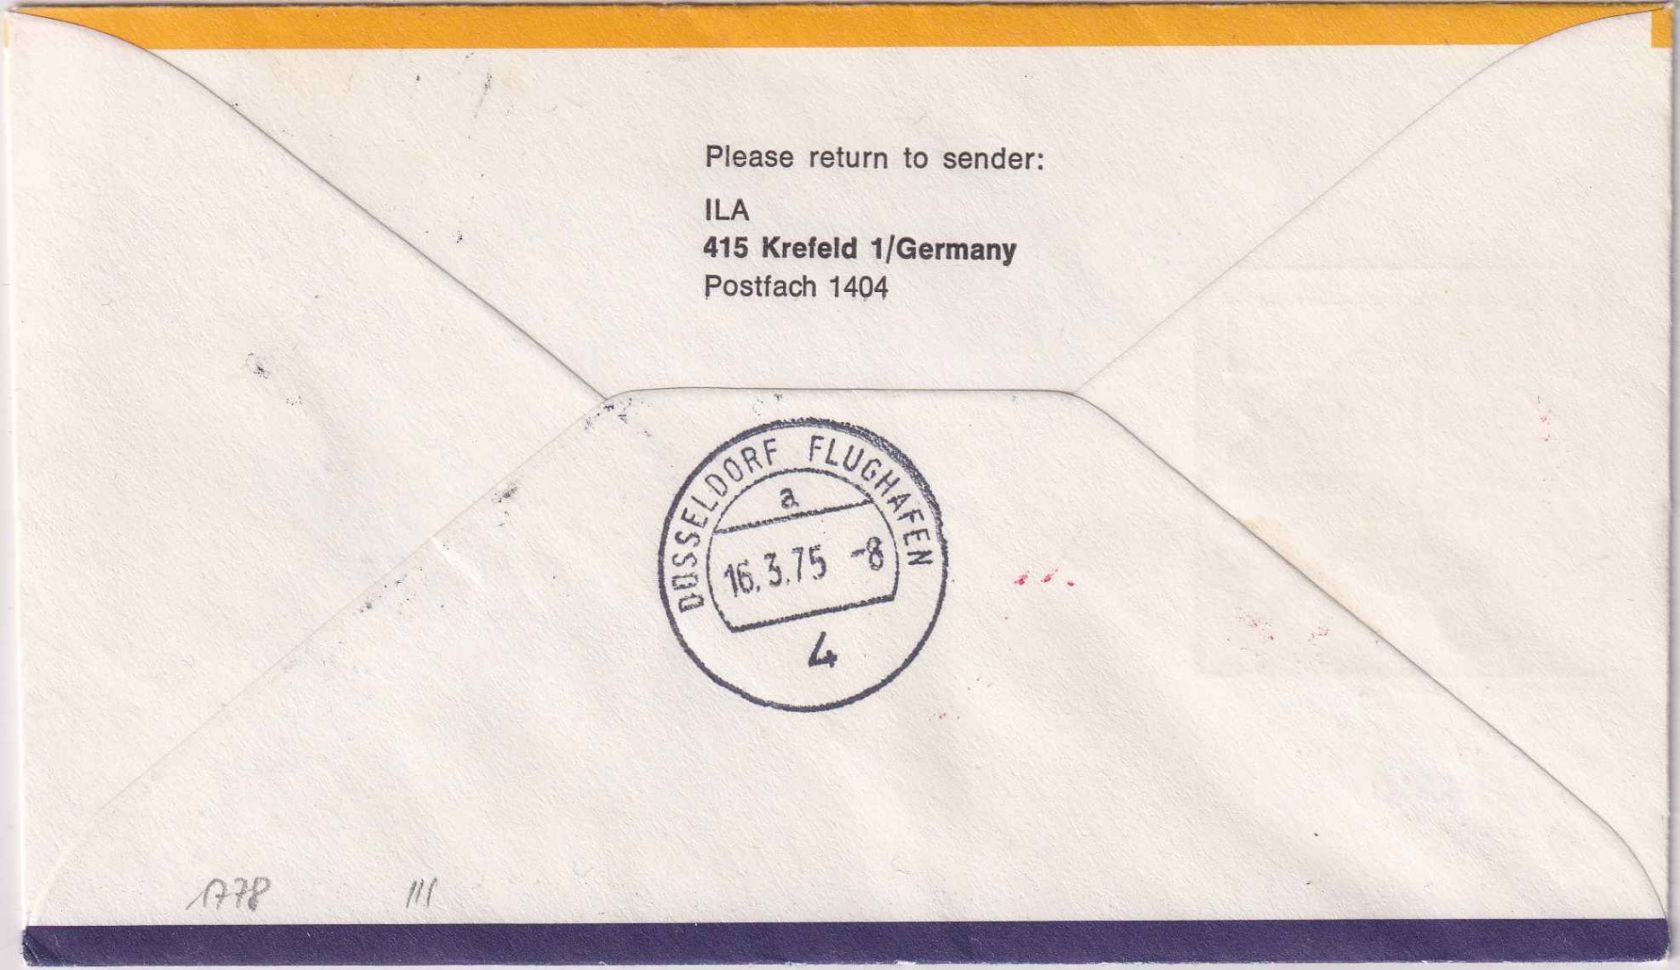 Please return to sender:
ILA
415 Krefeld 1/Germany
Postfach 1404
DÜSSELDORF FLUGHAFEN
a
16.3.75 -8
4
1778
III